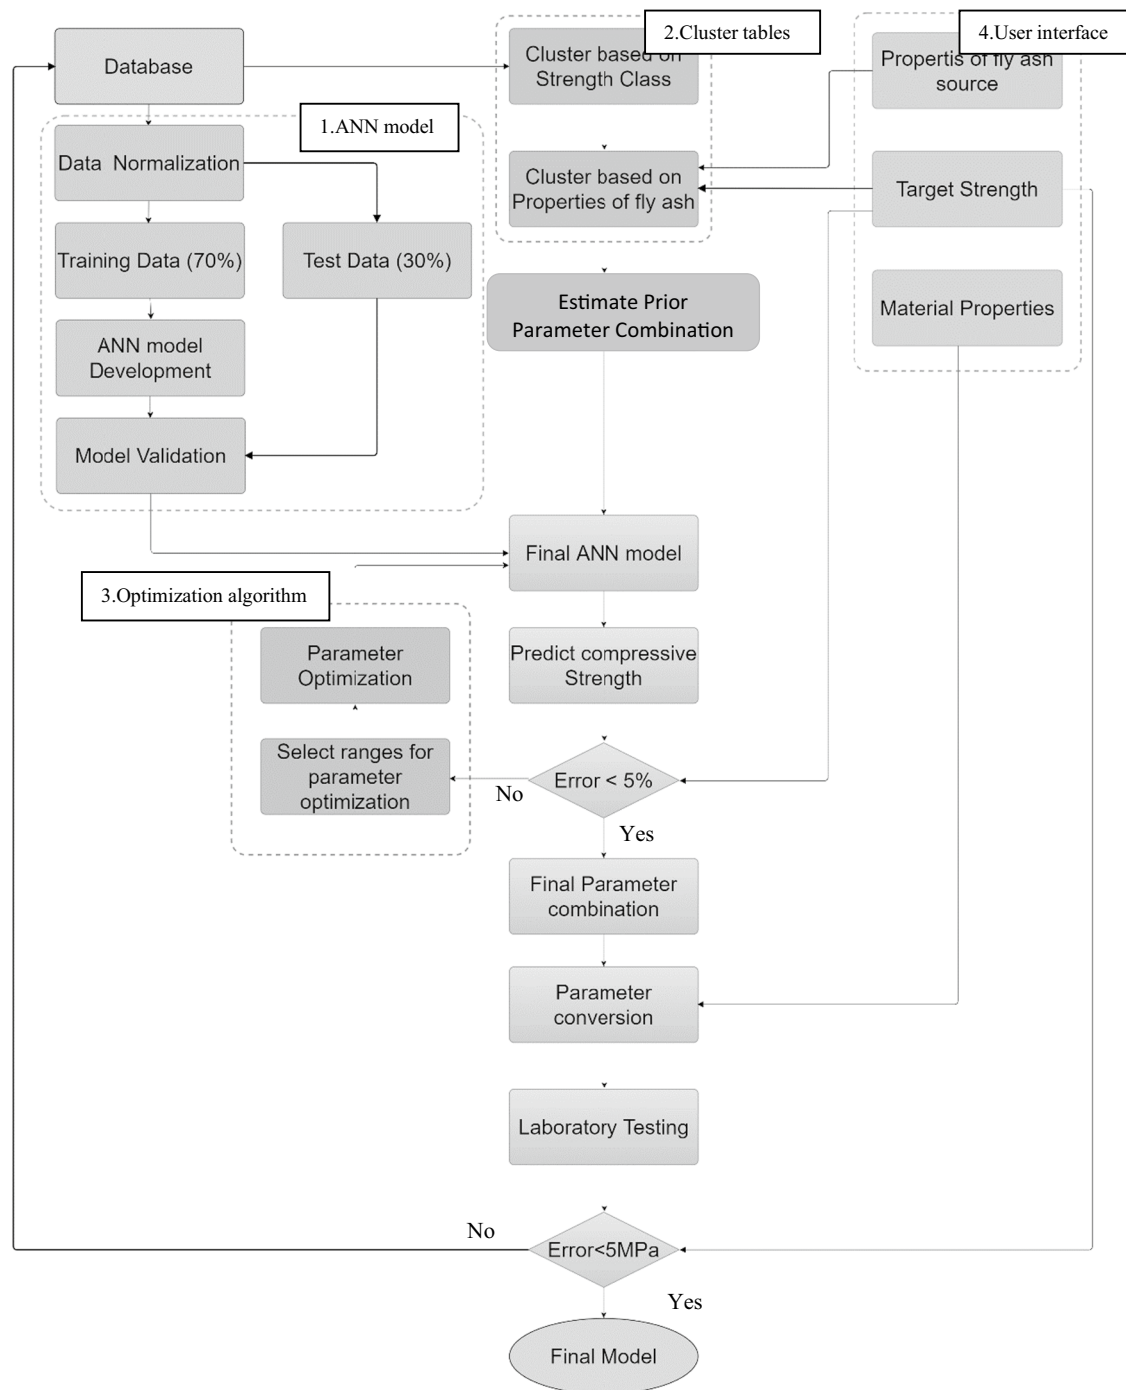 2.Cluster tables
4.User interface
Database
Cluster based on
Strength Class
Propertis of fly ash
source
1.ANN model
Data Normalization
Cluster based on
Properties of fly ash
Target Strength
Training Data (70%)
Test Data (30%)
Estimate Prior
Parameter Combination
Material Properties
ANN model
Development
Model Validation
Final ANN model
3.Optimization algorithm
Parameter
Optimization
Predict compressive
Strength
Select ranges for
parameter
optimization
No
Error < 5%
Yes
Final Parameter
combination
Parameter
conversion
Laboratory Testing
No
Error<5MPa
Yes
Final Model